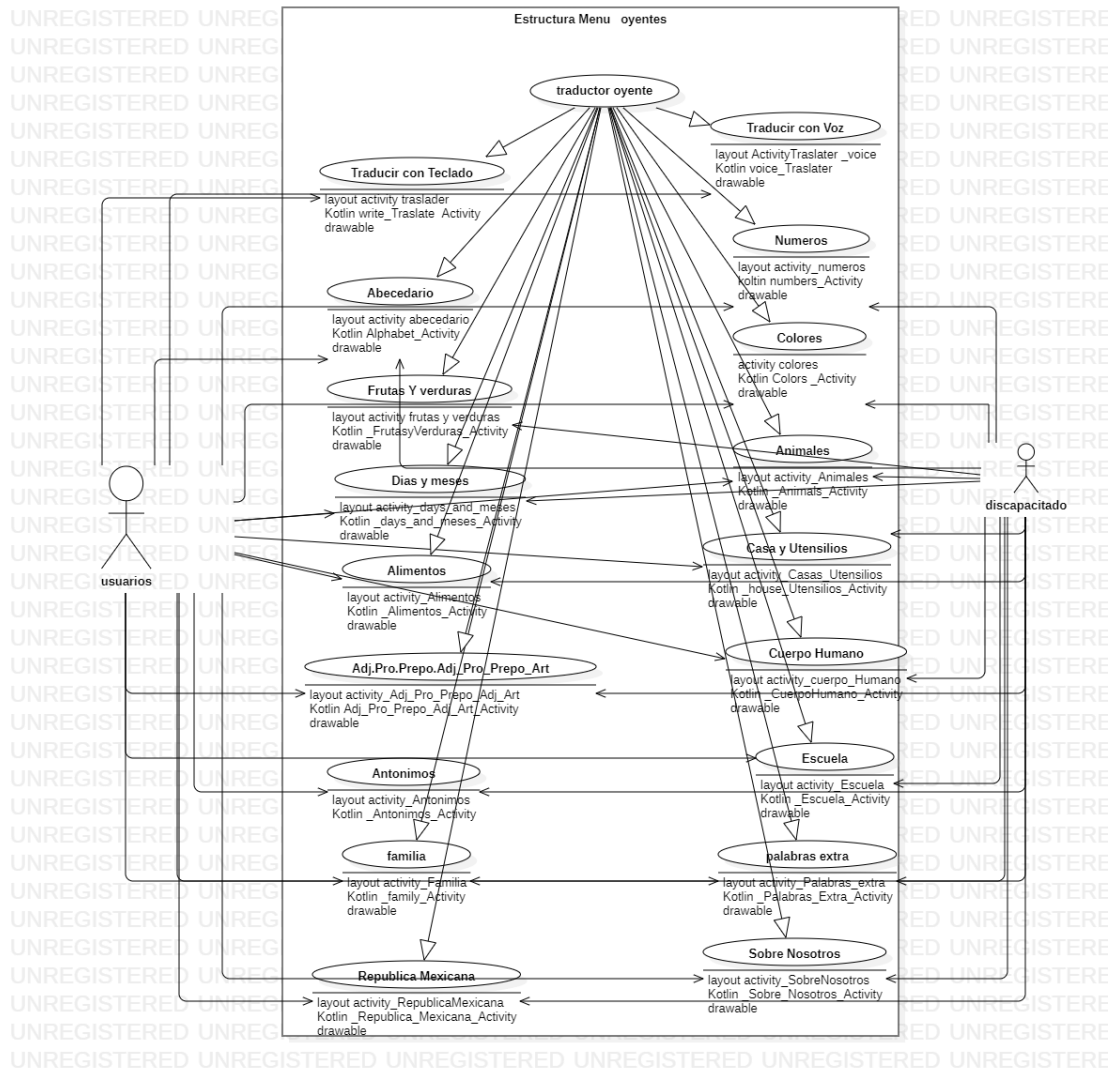 UNREGISTERED UNREGISTERED UNREGISTERED UNREGISTERED UNREGISTERED UNREGISTERED
Estructura Menu oyentes
traductor oyente
Traducir con Voz
layout ActivityTraslater _voice
Kotlin voice_Traslater
drawable
Traducir con Teclado
layout activity traslader
Kotlin write_Traslate Activity
drawable
Numeros
layout activity_numeros
koltin numbers_Activity
drawable
Abecedario
layout activity abecedario
Kotlin Alphabet_Activity
drawable
Colores
activity colores
Kotlin Colors _Activity
drawable
Frutas Y verduras
layout activity frutas y verduras
Kotlin _FrutasyVerduras_Activity
drawable
Animales
layout activity_Animales
Kotlin _Animals_Activity
drawable
Dias y meses
layout activity_days_and_meses
Kotlin _days_and_meses_Activity
drawable
usuarios
discapacitado
Casa y Utensilios
layout activity_Casas_Utensilios
Kotlin _house_Utensilios_Activity
drawable
Alimentos
layout activity_Alimentos
Kotlin _Alimentos_Activity
drawable
Cuerpo Humano
layout activity_cuerpo_Humano
Kotlin _CuerpoHumano_Activity
drawable
Adj.Pro.Prepo.Adj_Pro_Prepo_Art
layout activity_Adj_Pro_Prepo_Adj_Art
Kotlin Adj_Pro_Prepo_Adj_Art_Activity
drawable
Escuela
layout activity_Escuela
Kotlin _Escuela_Activity
drawable
Antonimos
layout activity_Antonimos
Kotlin _Antonimos_Activity
familia
layout activity_Familia
Kotlin _family_Activity
drawable
palabras extra
layout activity_Palabras_extra
Kotlin _Palabras_Extra_Activity
drawable
Sobre Nosotros
layout activity_SobreNosotros
Kotlin _Sobre_Nosotros_Activity
drawable
Republica Mexicana
layout activity_RepublicaMexicana
Kotlin _Republica_Mexicana_Activity
drawable